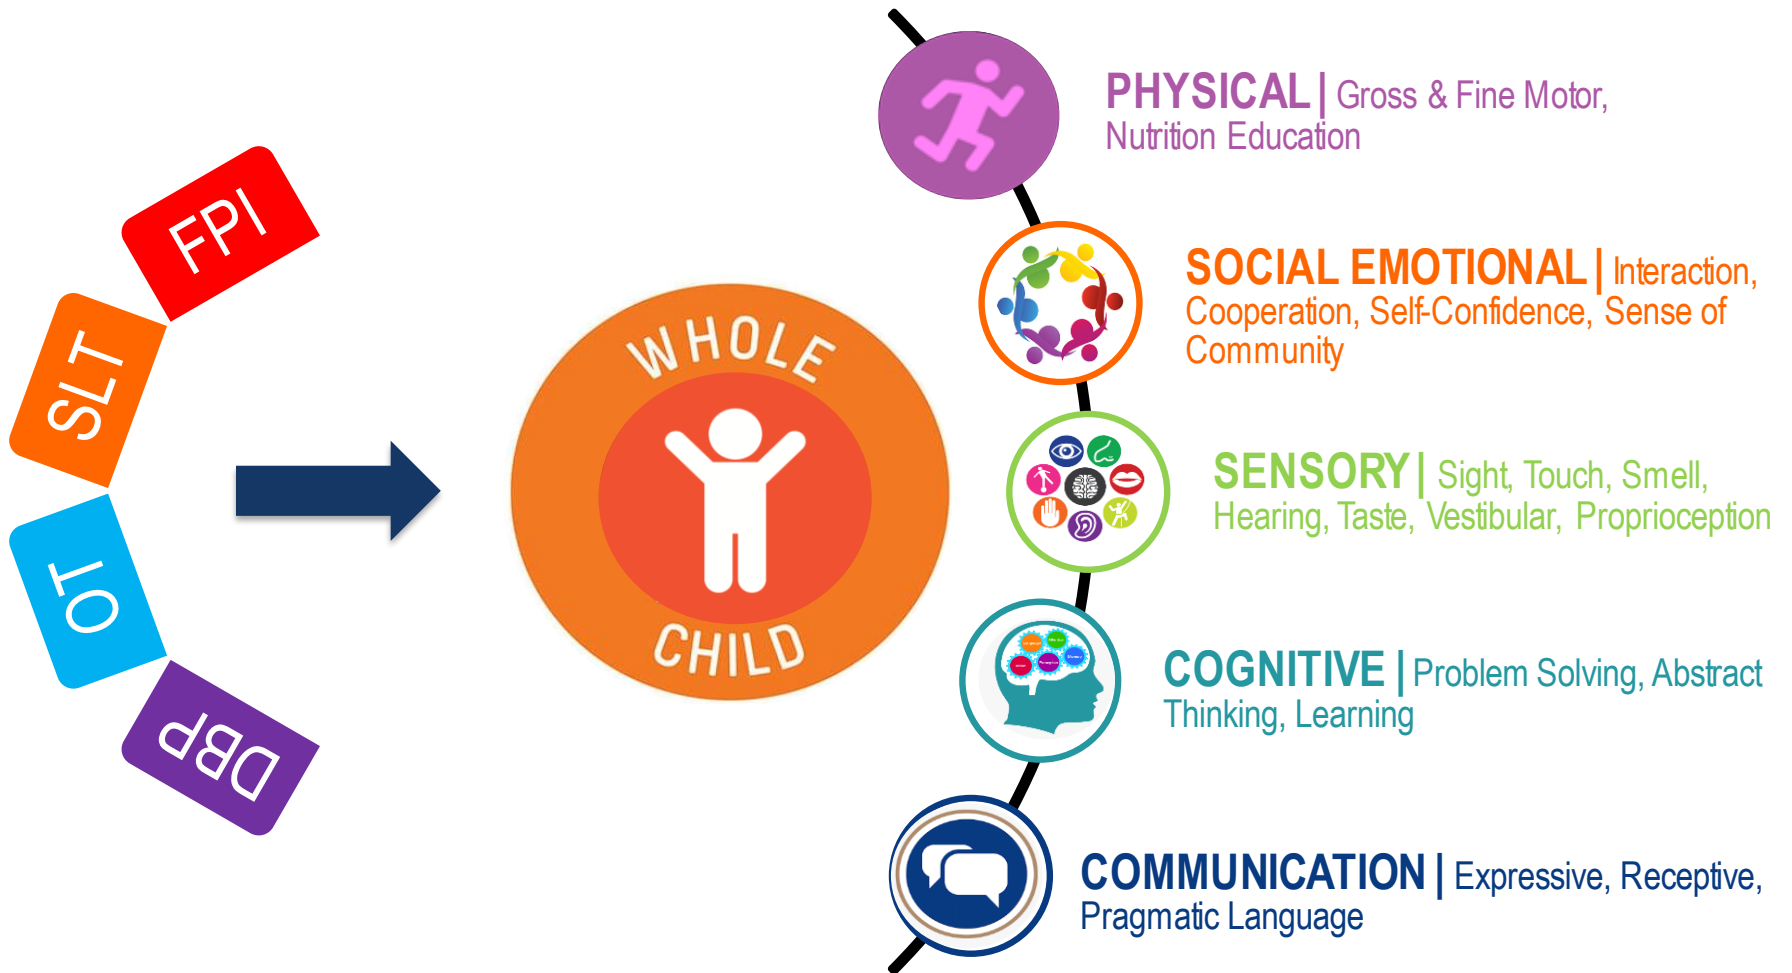 FPI
SLT
OT
DBP
WHOLE
CHILD
PHYSICAL | Gross & Fine Motor,
Nutrition Education
SOCIAL EMOTIONAL | Interaction,
Cooperation, Self-Confidence, Sense of
Community
SENSORY | Sight, Touch, Smell,
Hearing, Taste, Vestibular, Proprioception
COGNITIVE | Problem Solving, Abstract
Thinking, Learning
COMMUNICATION | Expressive, Receptive,
Pragmatic Language